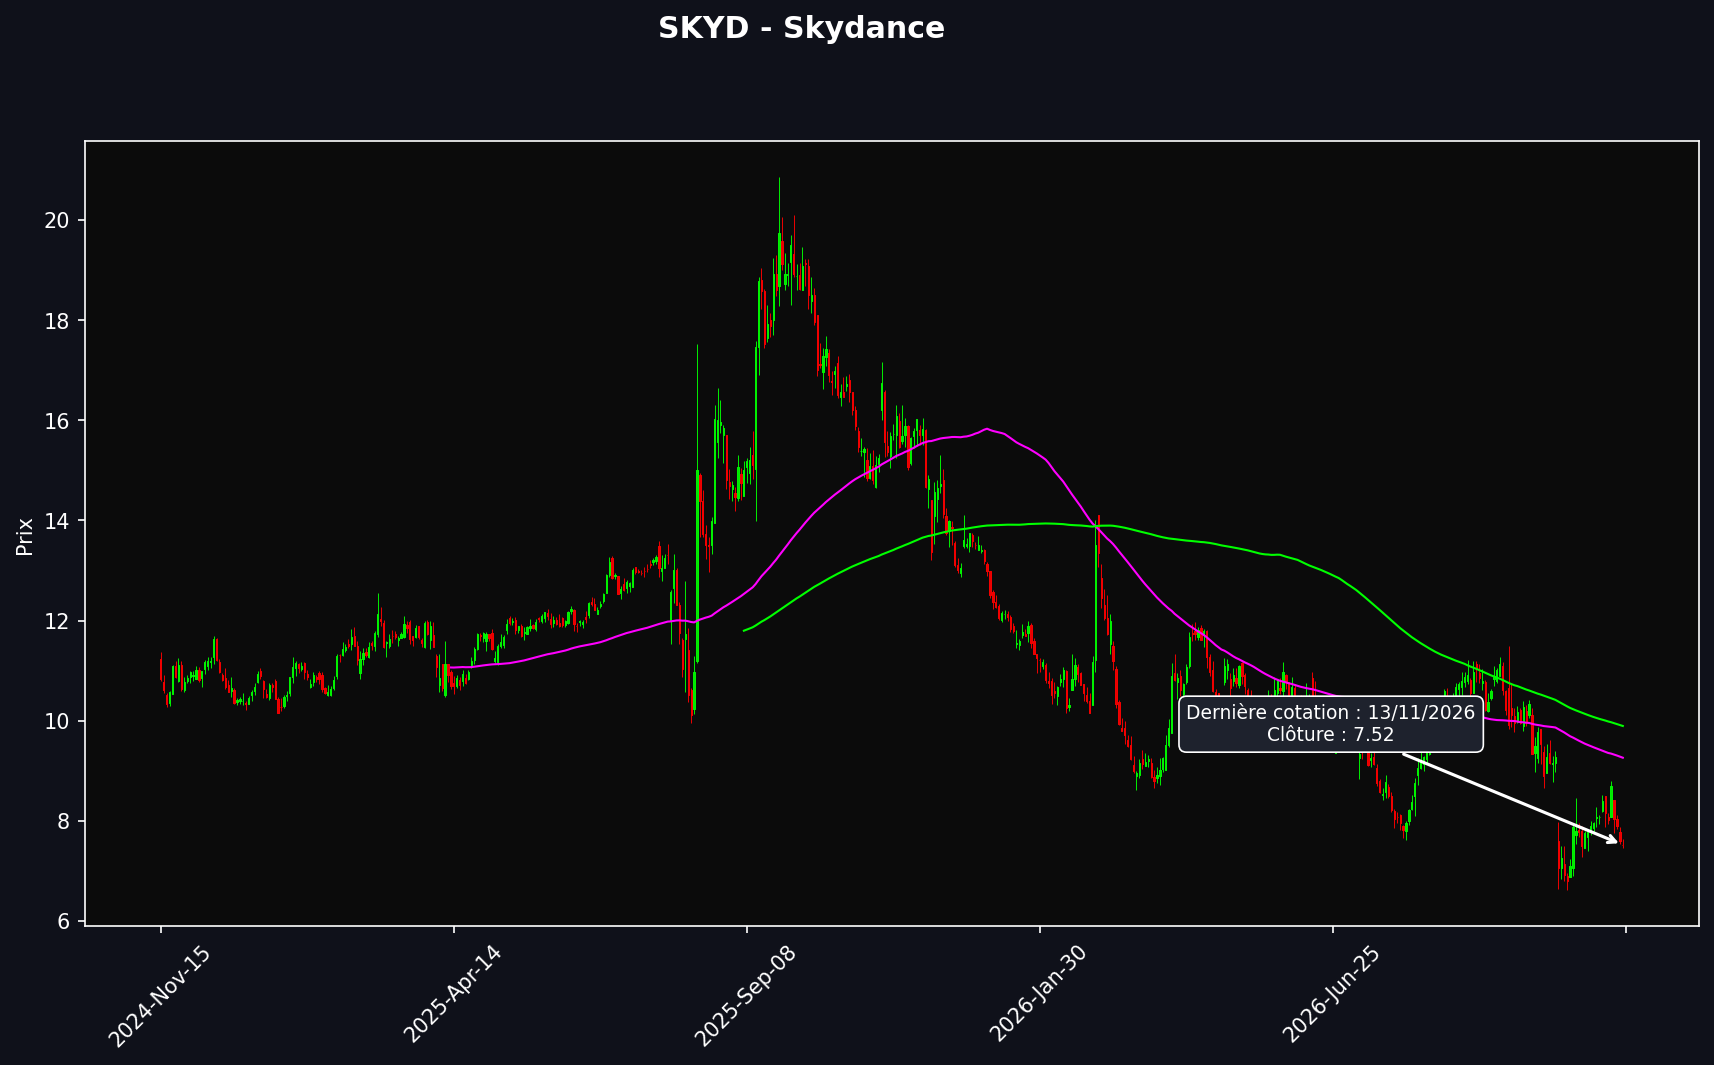 SKYD - Skydance
Prix
20
18
16
14
12
10
8
6
Dernière cotation : 13/11/2026
Clôture : 7.52
2024-Nov-15
2025-Apr-14
2025-Sep-08
2026-Jan-30
2026-Jun-25